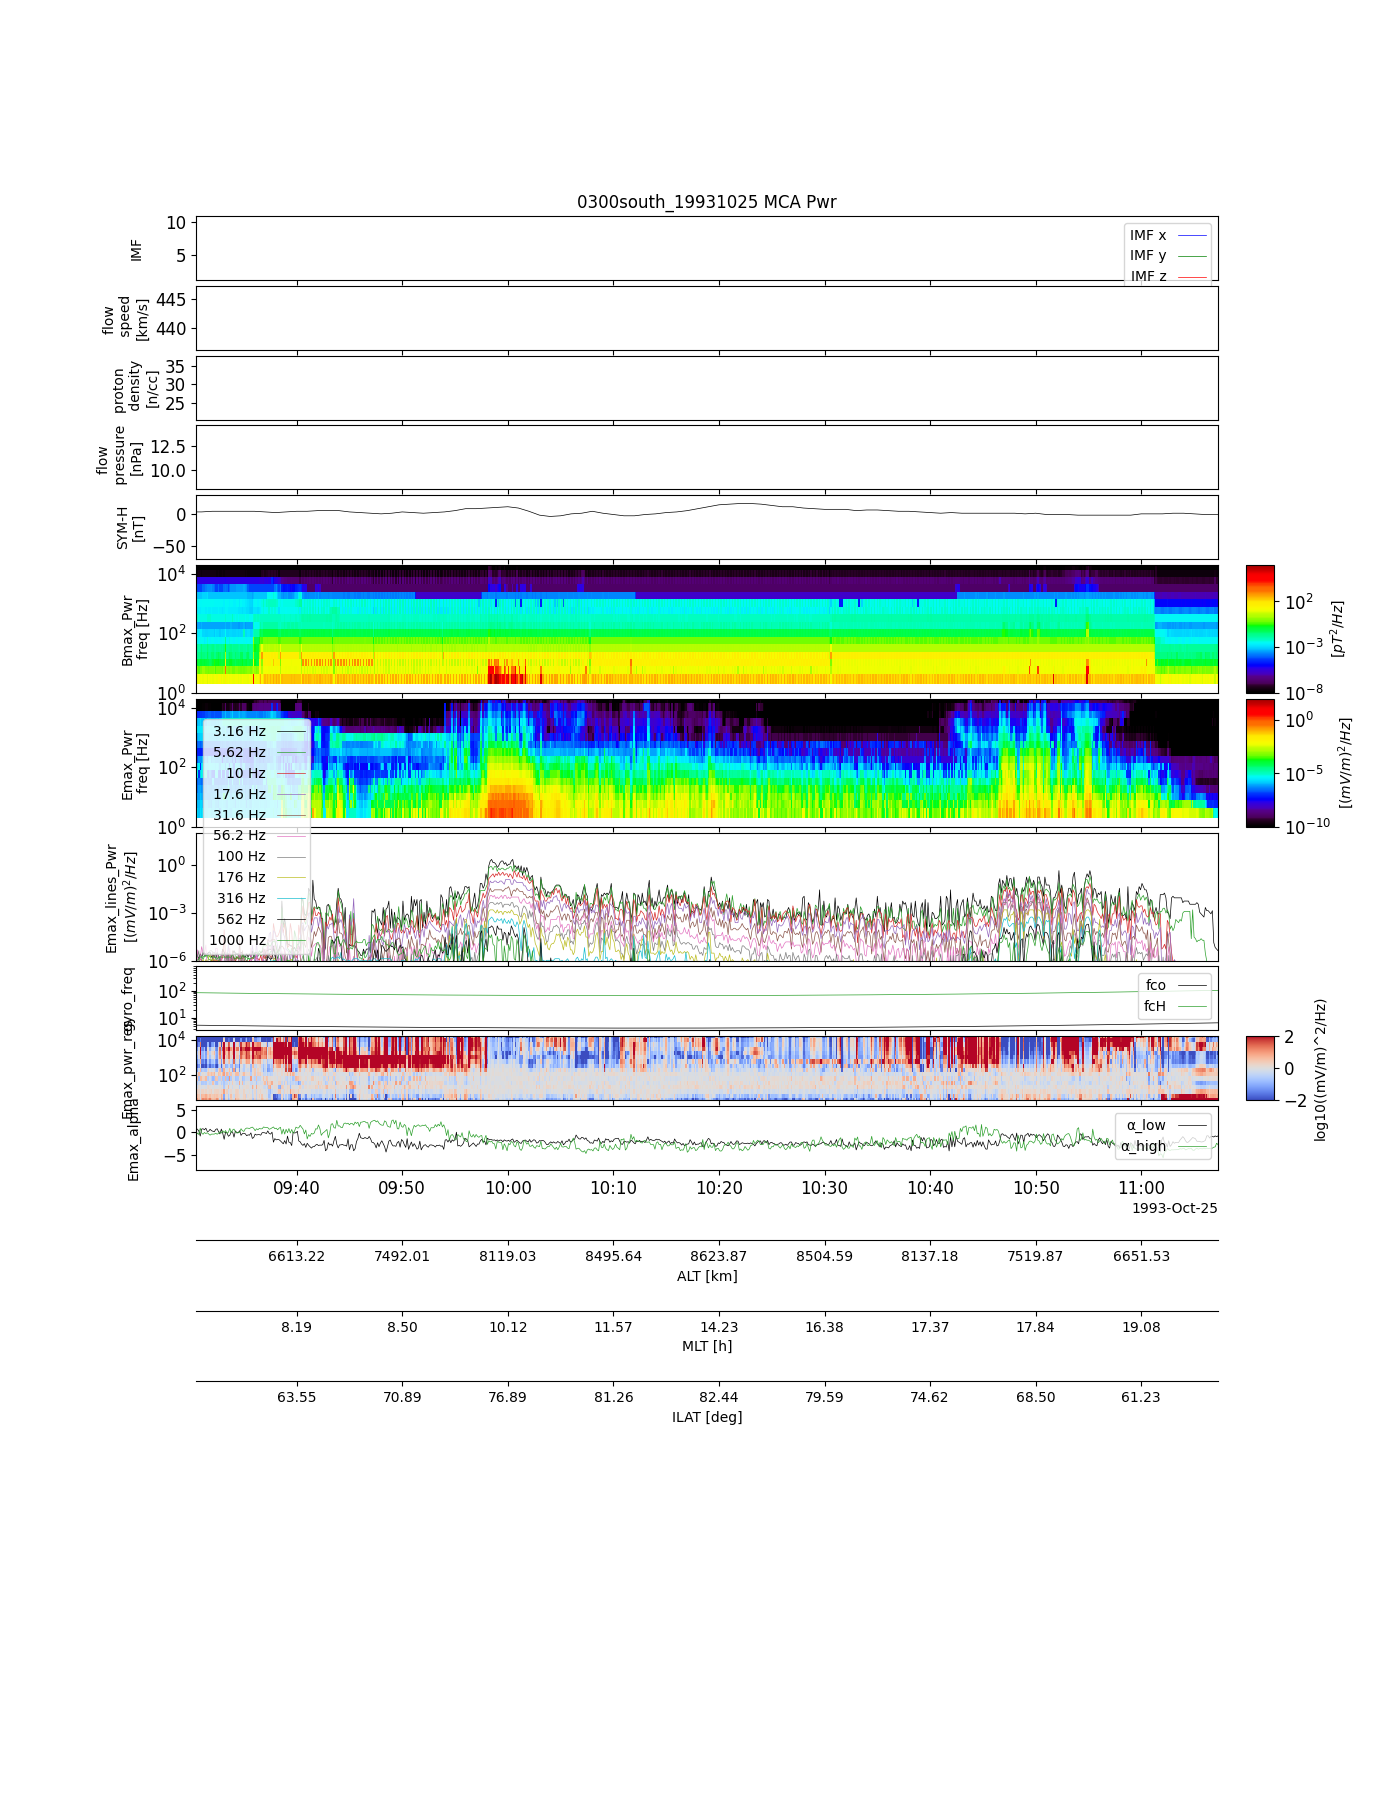 0300south_19931025 MCA Pwr
10
5
IMF
IMF x
IMF y
IMF z
445
440
flow
speed
[km/s]
35
30
25
proton
density
[n/cc]
12.5
10.0
flow
pressure
[nPa]
0
−50
SYM-H
[nT]
10^4
10^2
10^0
Bmax_Pwr
freq [Hz]
10^2
10^−3
10^−8
[pT^2/Hz]
10^4
10^2
10^0
Emax_Pwr
freq [Hz]
10^0
10^−5
10^−10
[(mV/m)^2/Hz]
3.16 Hz
5.62 Hz
10 Hz
17.6 Hz
31.6 Hz
56.2 Hz
100 Hz
176 Hz
316 Hz
562 Hz
1000 Hz
10^0
10^−3
10^−6
Emax_lines_Pwr
[(mV/m)^2/Hz]
10^2
10^1
gyro_freq
fco
fcH
10^4
10^2
Emax_pwr_reg
2
0
−2
log10((mV/m)^2/Hz)
5
0
−5
Emax_alpha
α_low
α_high
09:40 09:50 10:00 10:10 10:20 10:30 10:40 10:50 11:00
1993-Oct-25
6613.22 7492.01 8119.03 8495.64 8623.87 8504.59 8137.18 7519.87 6651.53
ALT [km]
8.19 8.50 10.12 11.57 14.23 16.38 17.37 17.84 19.08
MLT [h]
63.55 70.89 76.89 81.26 82.44 79.59 74.62 68.50 61.23
ILAT [deg]